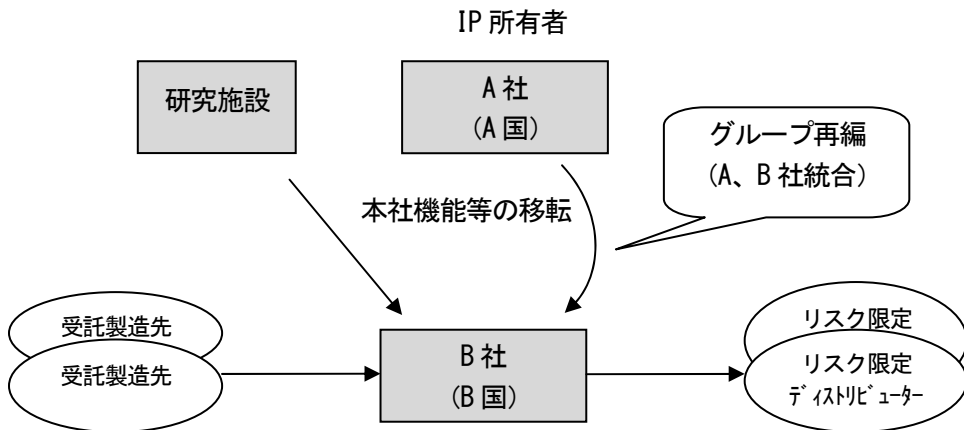 IP 所有者
研究施設
A 社
(A 国)
グループ再編
(A、B 社統合)
本社機能等の移転
受託製造先
受託製造先
B 社
(B 国)
リスク限定
リスク限定
ﾃﾞｨｽﾄﾘﾋﾞｭｰﾀｰ